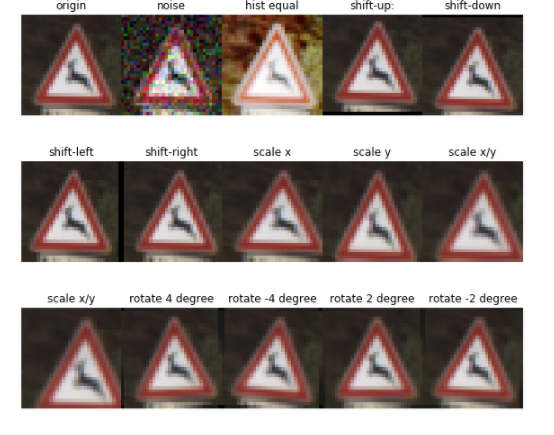 origin noise hist equal shift-up: shift-down
shift-left shift-right scale x scale y scale x/y
scale x/y rotate 4 degree rotate -4 degree rotate 2 degree rotate -2 degree